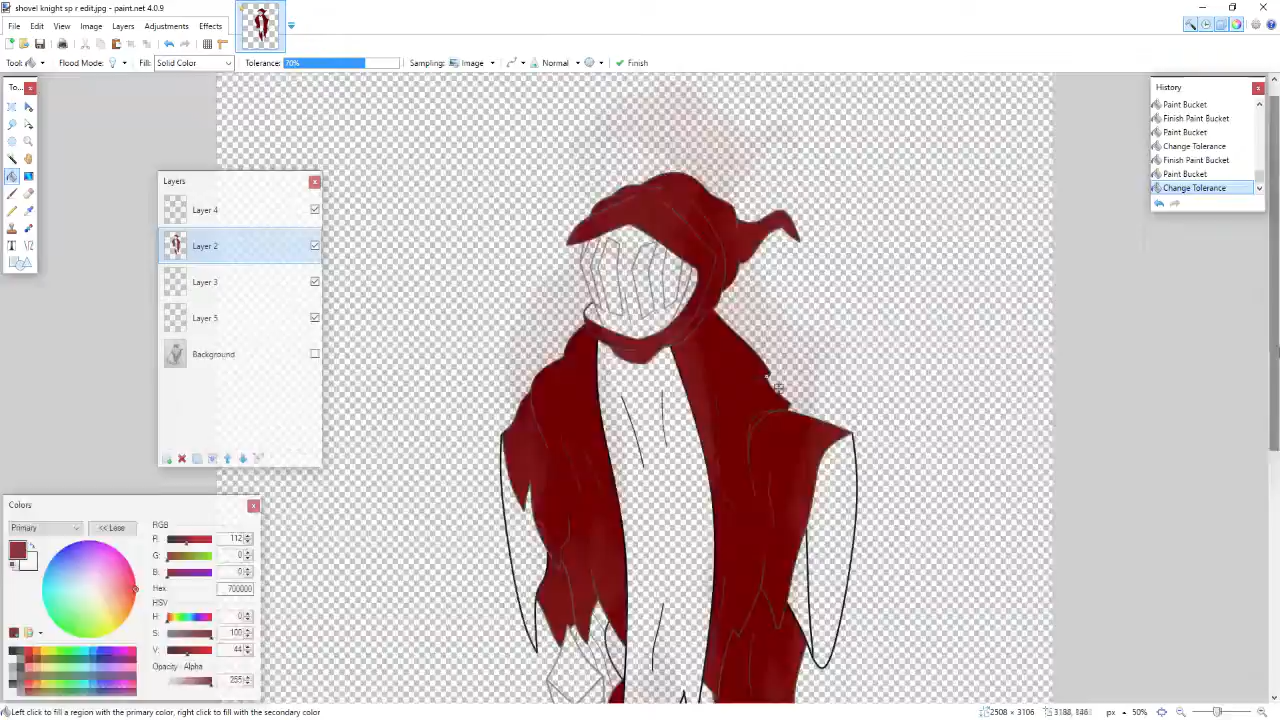 shovel knight sp r edit.jpg - paint.net 4.0.9
File Edit View Image Layers Adjustments Effects
Tool: Flood Mode: Fill: Solid Color Tolerance: 70% Sampling: Image Normal Finish
To...
Layers
Layer 4
Layer 2
Layer 3
Layer 5
Background
History
Paint Bucket
Finish Paint Bucket
Paint Bucket
Change Tolerance
Finish Paint Bucket
Paint Bucket
Change Tolerance
Colors
Primary
<< Less
RGB
R: 112
G: 0
B: 0
Hex 700000
HSV
H: 0
S: 100
V: 44
Opacity - Alpha
255
Left click to fill a region with the primary color, right click to fill with the secondary color
2508 × 3106
px
50%